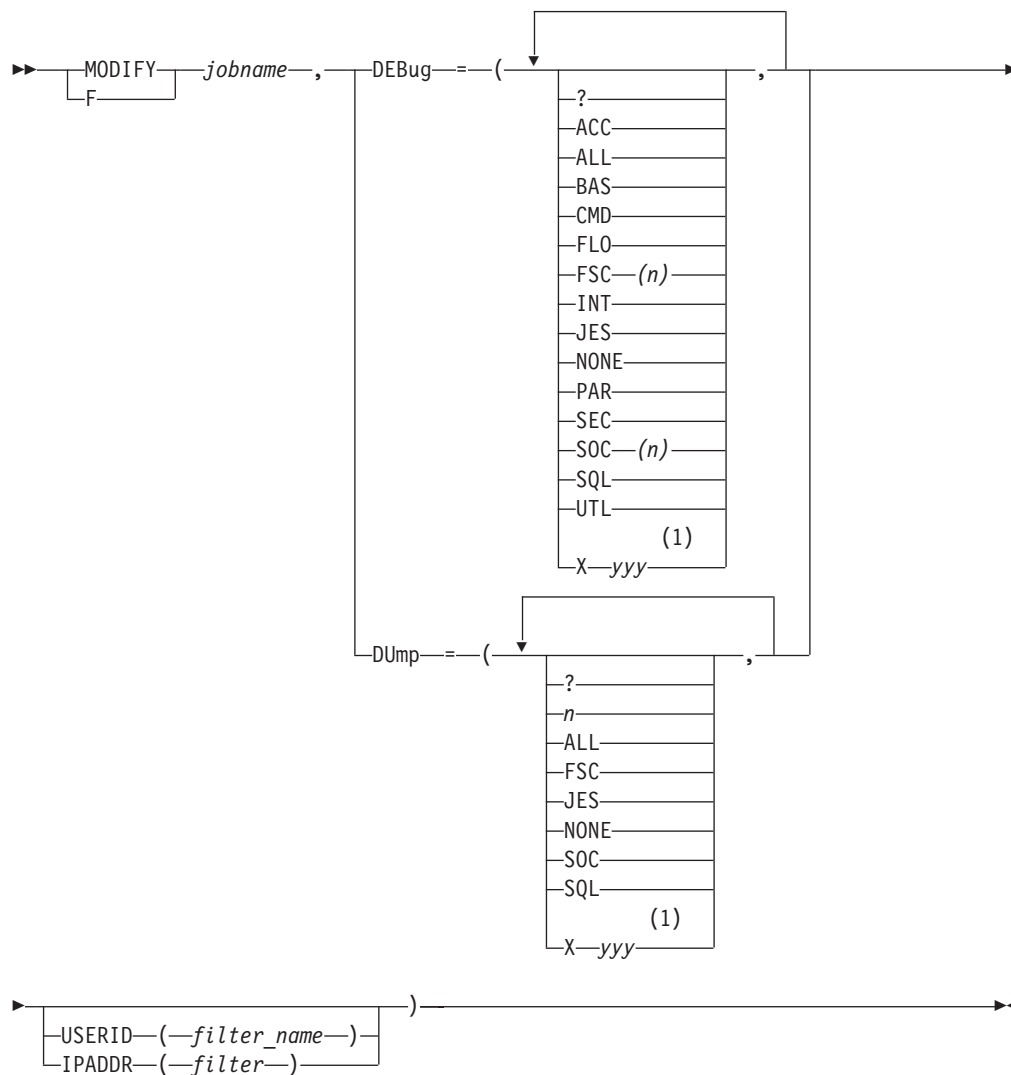 MODIFY jobname , DEBug = ( ,
F
?
ACC
ALL
BAS
CMD
FLO
FSC (n)
INT
JES
NONE
PAR
SEC
SOC (n)
SQL
UTL
(1)
X yyy
DUmp = ( ,
?
n
ALL
FSC
JES
NONE
SOC
SQL
(1)
X yyy
)
USERID ( filter_name )
IPADDR ( filter )